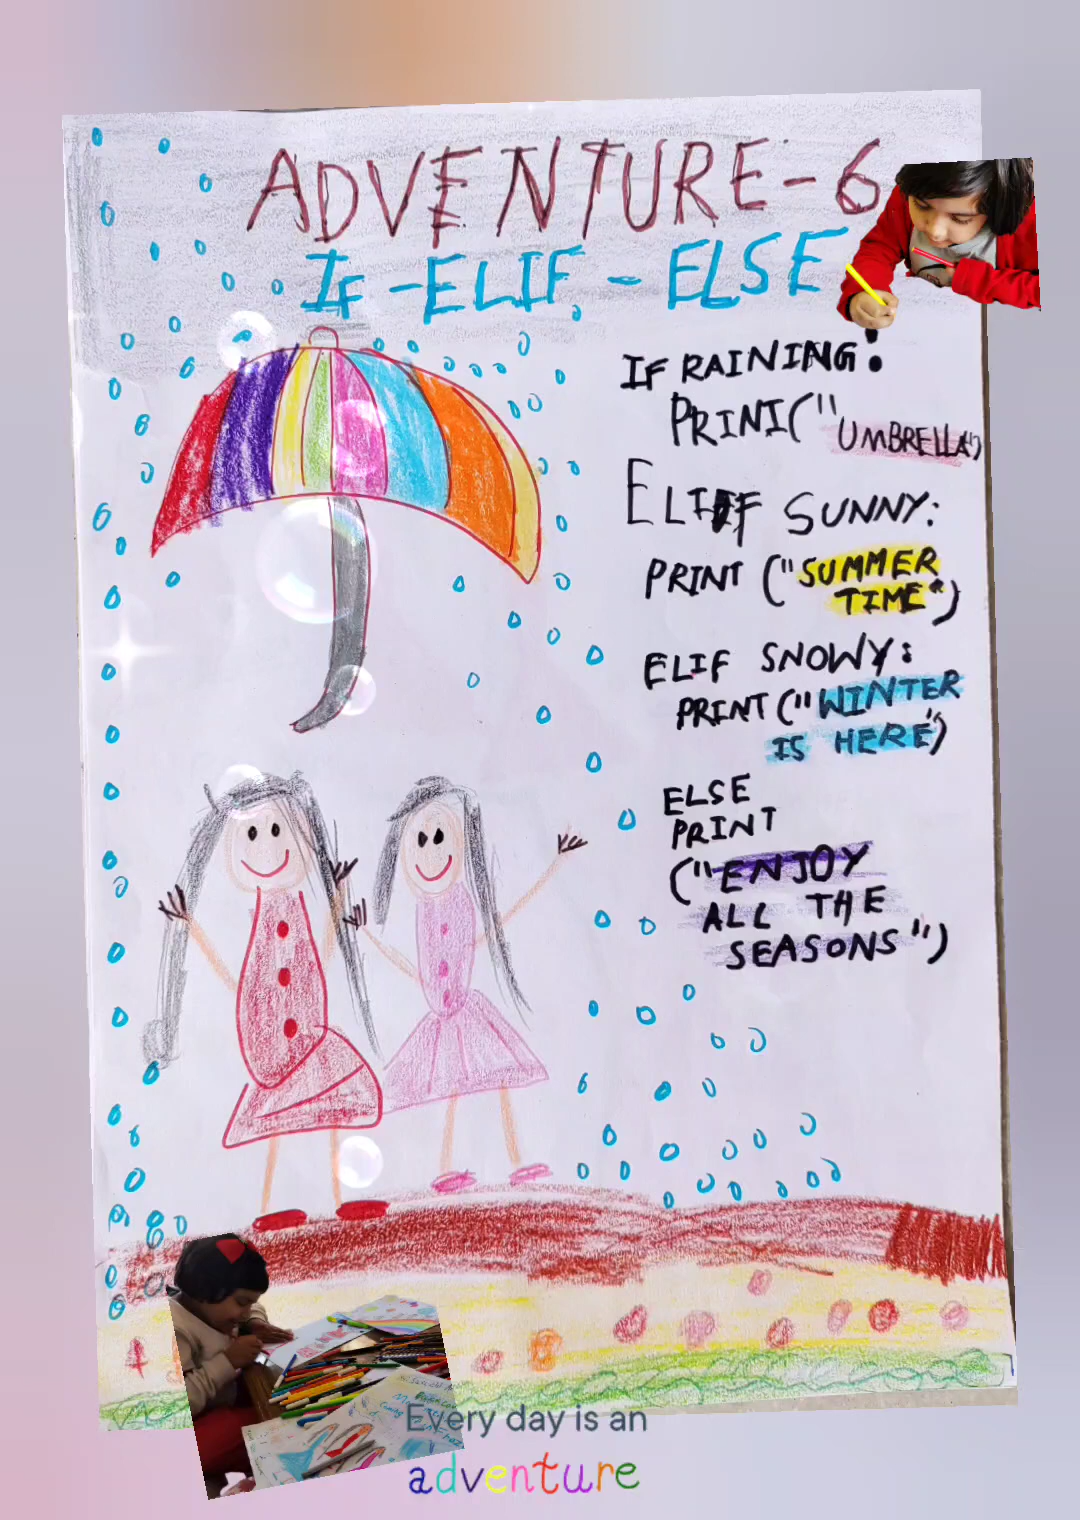 ADVENTURE-6
IF-ELIF-ELSE
IF RAINING:
PRINT("UMBRELLA")
ELIF SUNNY:
PRINT ("SUMMER
TIME")
ELIF SNOWY:
PRINT("WINTER
IS HERE")
ELSE
PRINT
("ENJOY
ALL THE
SEASONS")
Every day is an
adventure